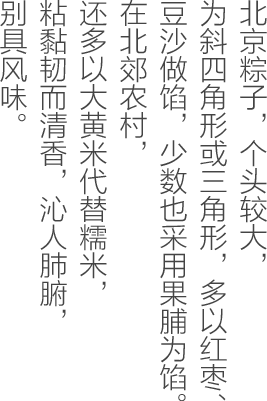 北京粽子，个头较大，
为斜四角形或三角形，多以红枣、
豆沙做馅，少数也采用果脯为馅。
在北郊农村，
还多以大黄米代替糯米，
粘黏韧而清香，沁人肺腑，
别具风味。